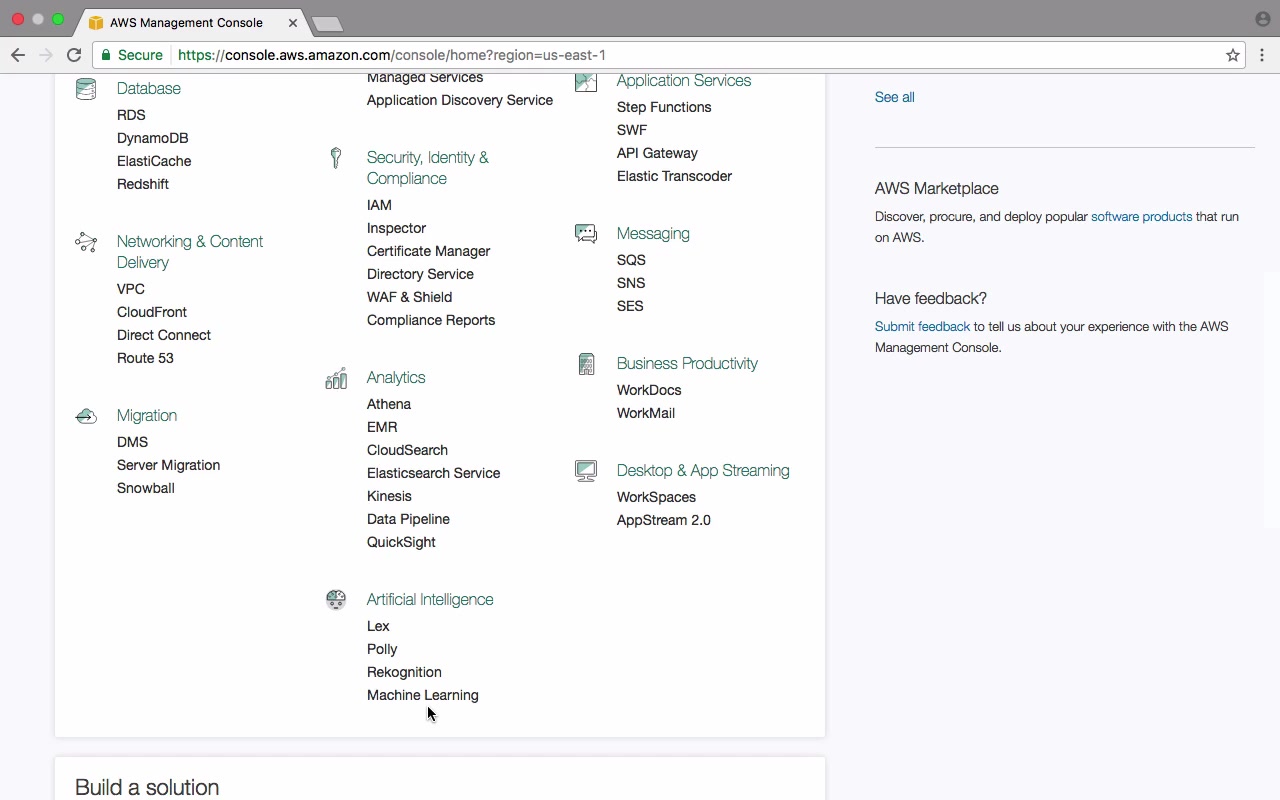 AWS Management Console
Secure
https://console.aws.amazon.com/console/home?region=us-east-1
Database
RDS
DynamoDB
ElastiCache
Redshift
Networking & Content
Delivery
VPC
CloudFront
Direct Connect
Route 53
Migration
DMS
Server Migration
Snowball
Managed Services
Application Discovery Service
Security, Identity &
Compliance
IAM
Inspector
Certificate Manager
Directory Service
WAF & Shield
Compliance Reports
Analytics
Athena
EMR
CloudSearch
Elasticsearch Service
Kinesis
Data Pipeline
QuickSight
Artificial Intelligence
Lex
Polly
Rekognition
Machine Learning
Application Services
Step Functions
SWF
API Gateway
Elastic Transcoder
Messaging
SQS
SNS
SES
Business Productivity
WorkDocs
WorkMail
Desktop & App Streaming
WorkSpaces
AppStream 2.0
See all
AWS Marketplace
Discover, procure, and deploy popular software products that run
on AWS.
Have feedback?
Submit feedback to tell us about your experience with the AWS
Management Console.
Build a solution